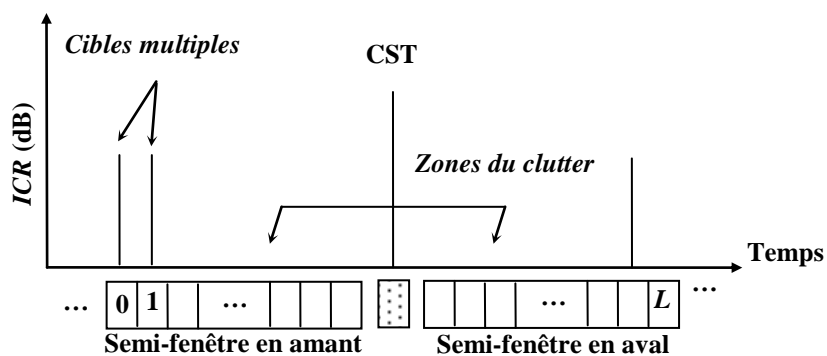 Cibles multiples
CST
ICR (dB)
Zones du clutter
Temps
... 0 1 ... ... L ...
Semi-fenêtre en amant Semi-fenêtre en aval